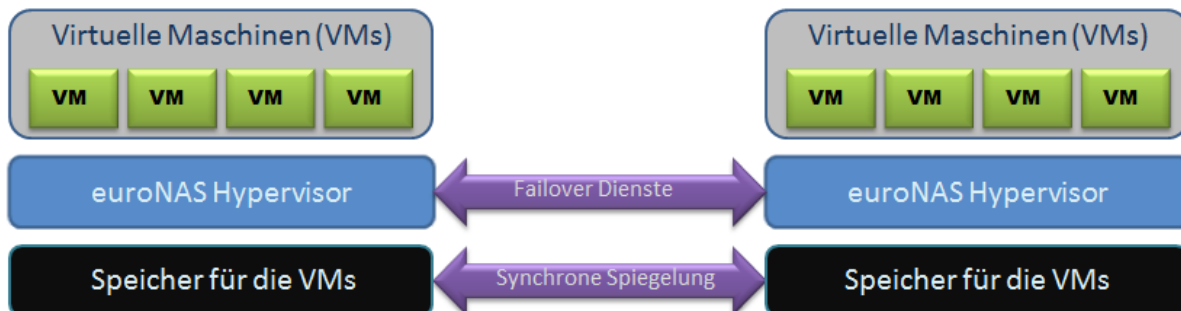 Virtuelle Maschinen (VMs)
VM VM VM VM
euroNAS Hypervisor
Speicher für die VMs
Failover Dienste
Synchrone Spiegelung
Virtuelle Maschinen (VMs)
VM VM VM VM
euroNAS Hypervisor
Speicher für die VMs